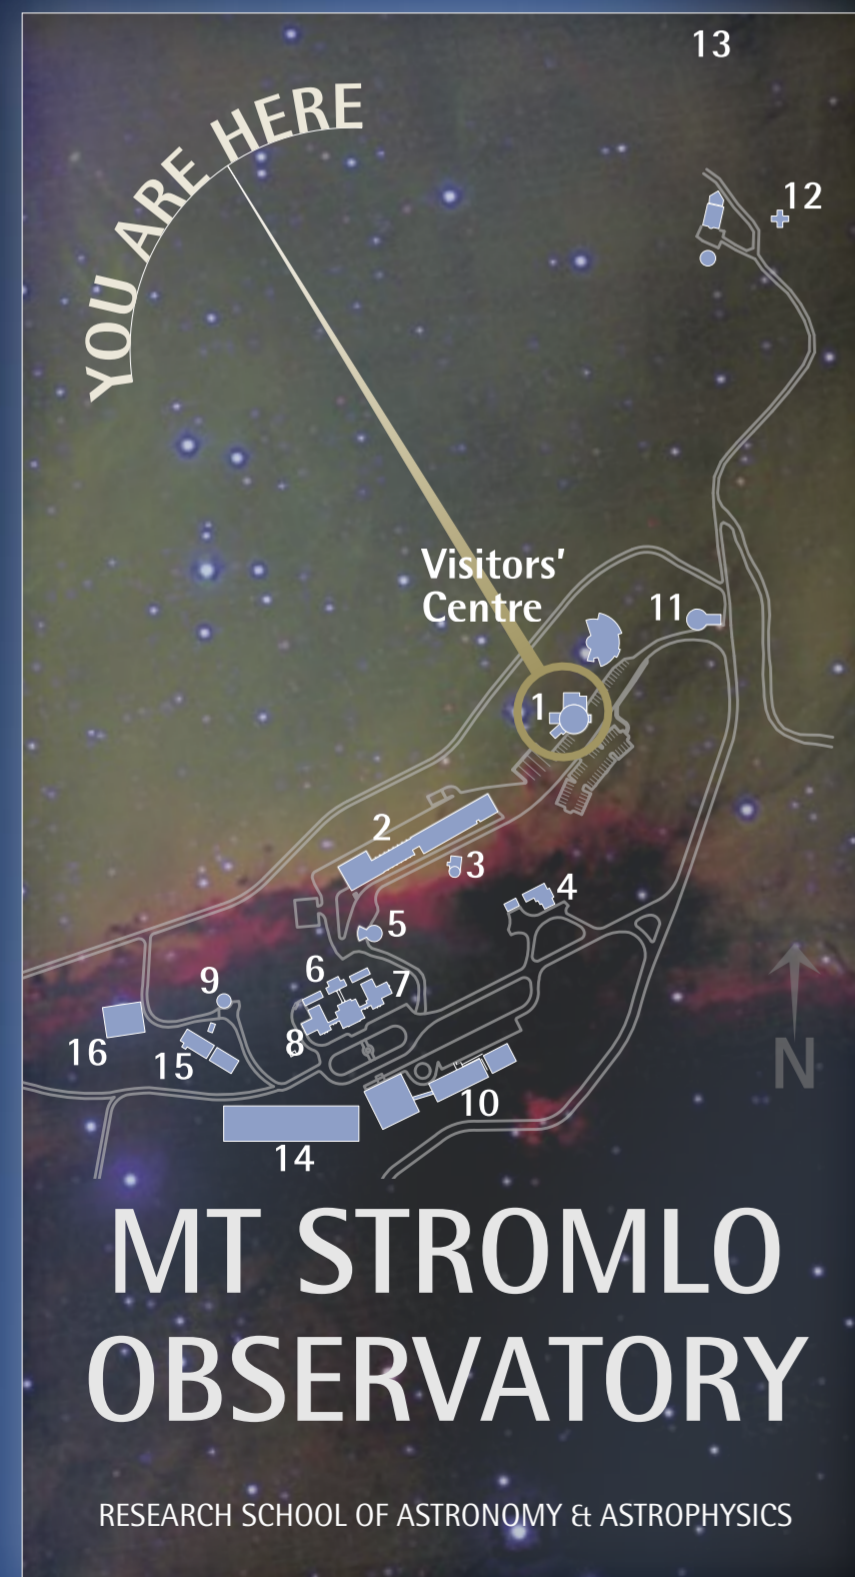 13
YOU ARE HERE
12
Visitors'
Centre
11
1
2
3
4
5
6
7
9
8
16
15
10
14
N
MT STROMLO
OBSERVATORY
RESEARCH SCHOOL OF ASTRONOMY & ASTROPHYSICS